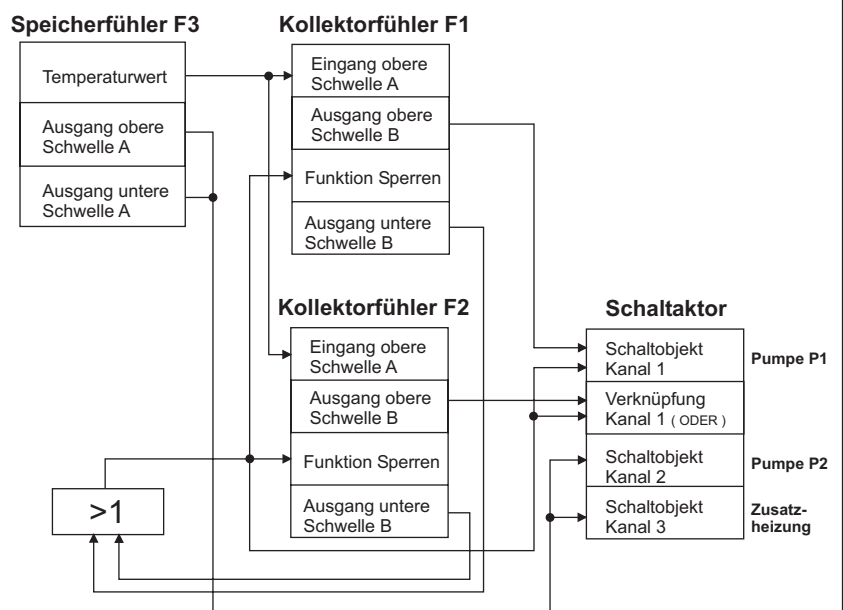 Speicherfühler F3
Temperaturwert
Ausgang obere
Schwelle A
Ausgang untere
Schwelle A
Kollektorfühler F1
Eingang obere
Schwelle A
Ausgang obere
Schwelle B
Funktion Sperren
Ausgang untere
Schwelle B
Kollektorfühler F2
Eingang obere
Schwelle A
Ausgang obere
Schwelle B
Funktion Sperren
Ausgang untere
Schwelle B
>1
Schaltaktor
Schaltobjekt
Kanal 1
Pumpe P1
Verknüpfung
Kanal 1 ( ODER )
Schaltobjekt
Kanal 2
Pumpe P2
Schaltobjekt
Kanal 3
Zusatz-
heizung